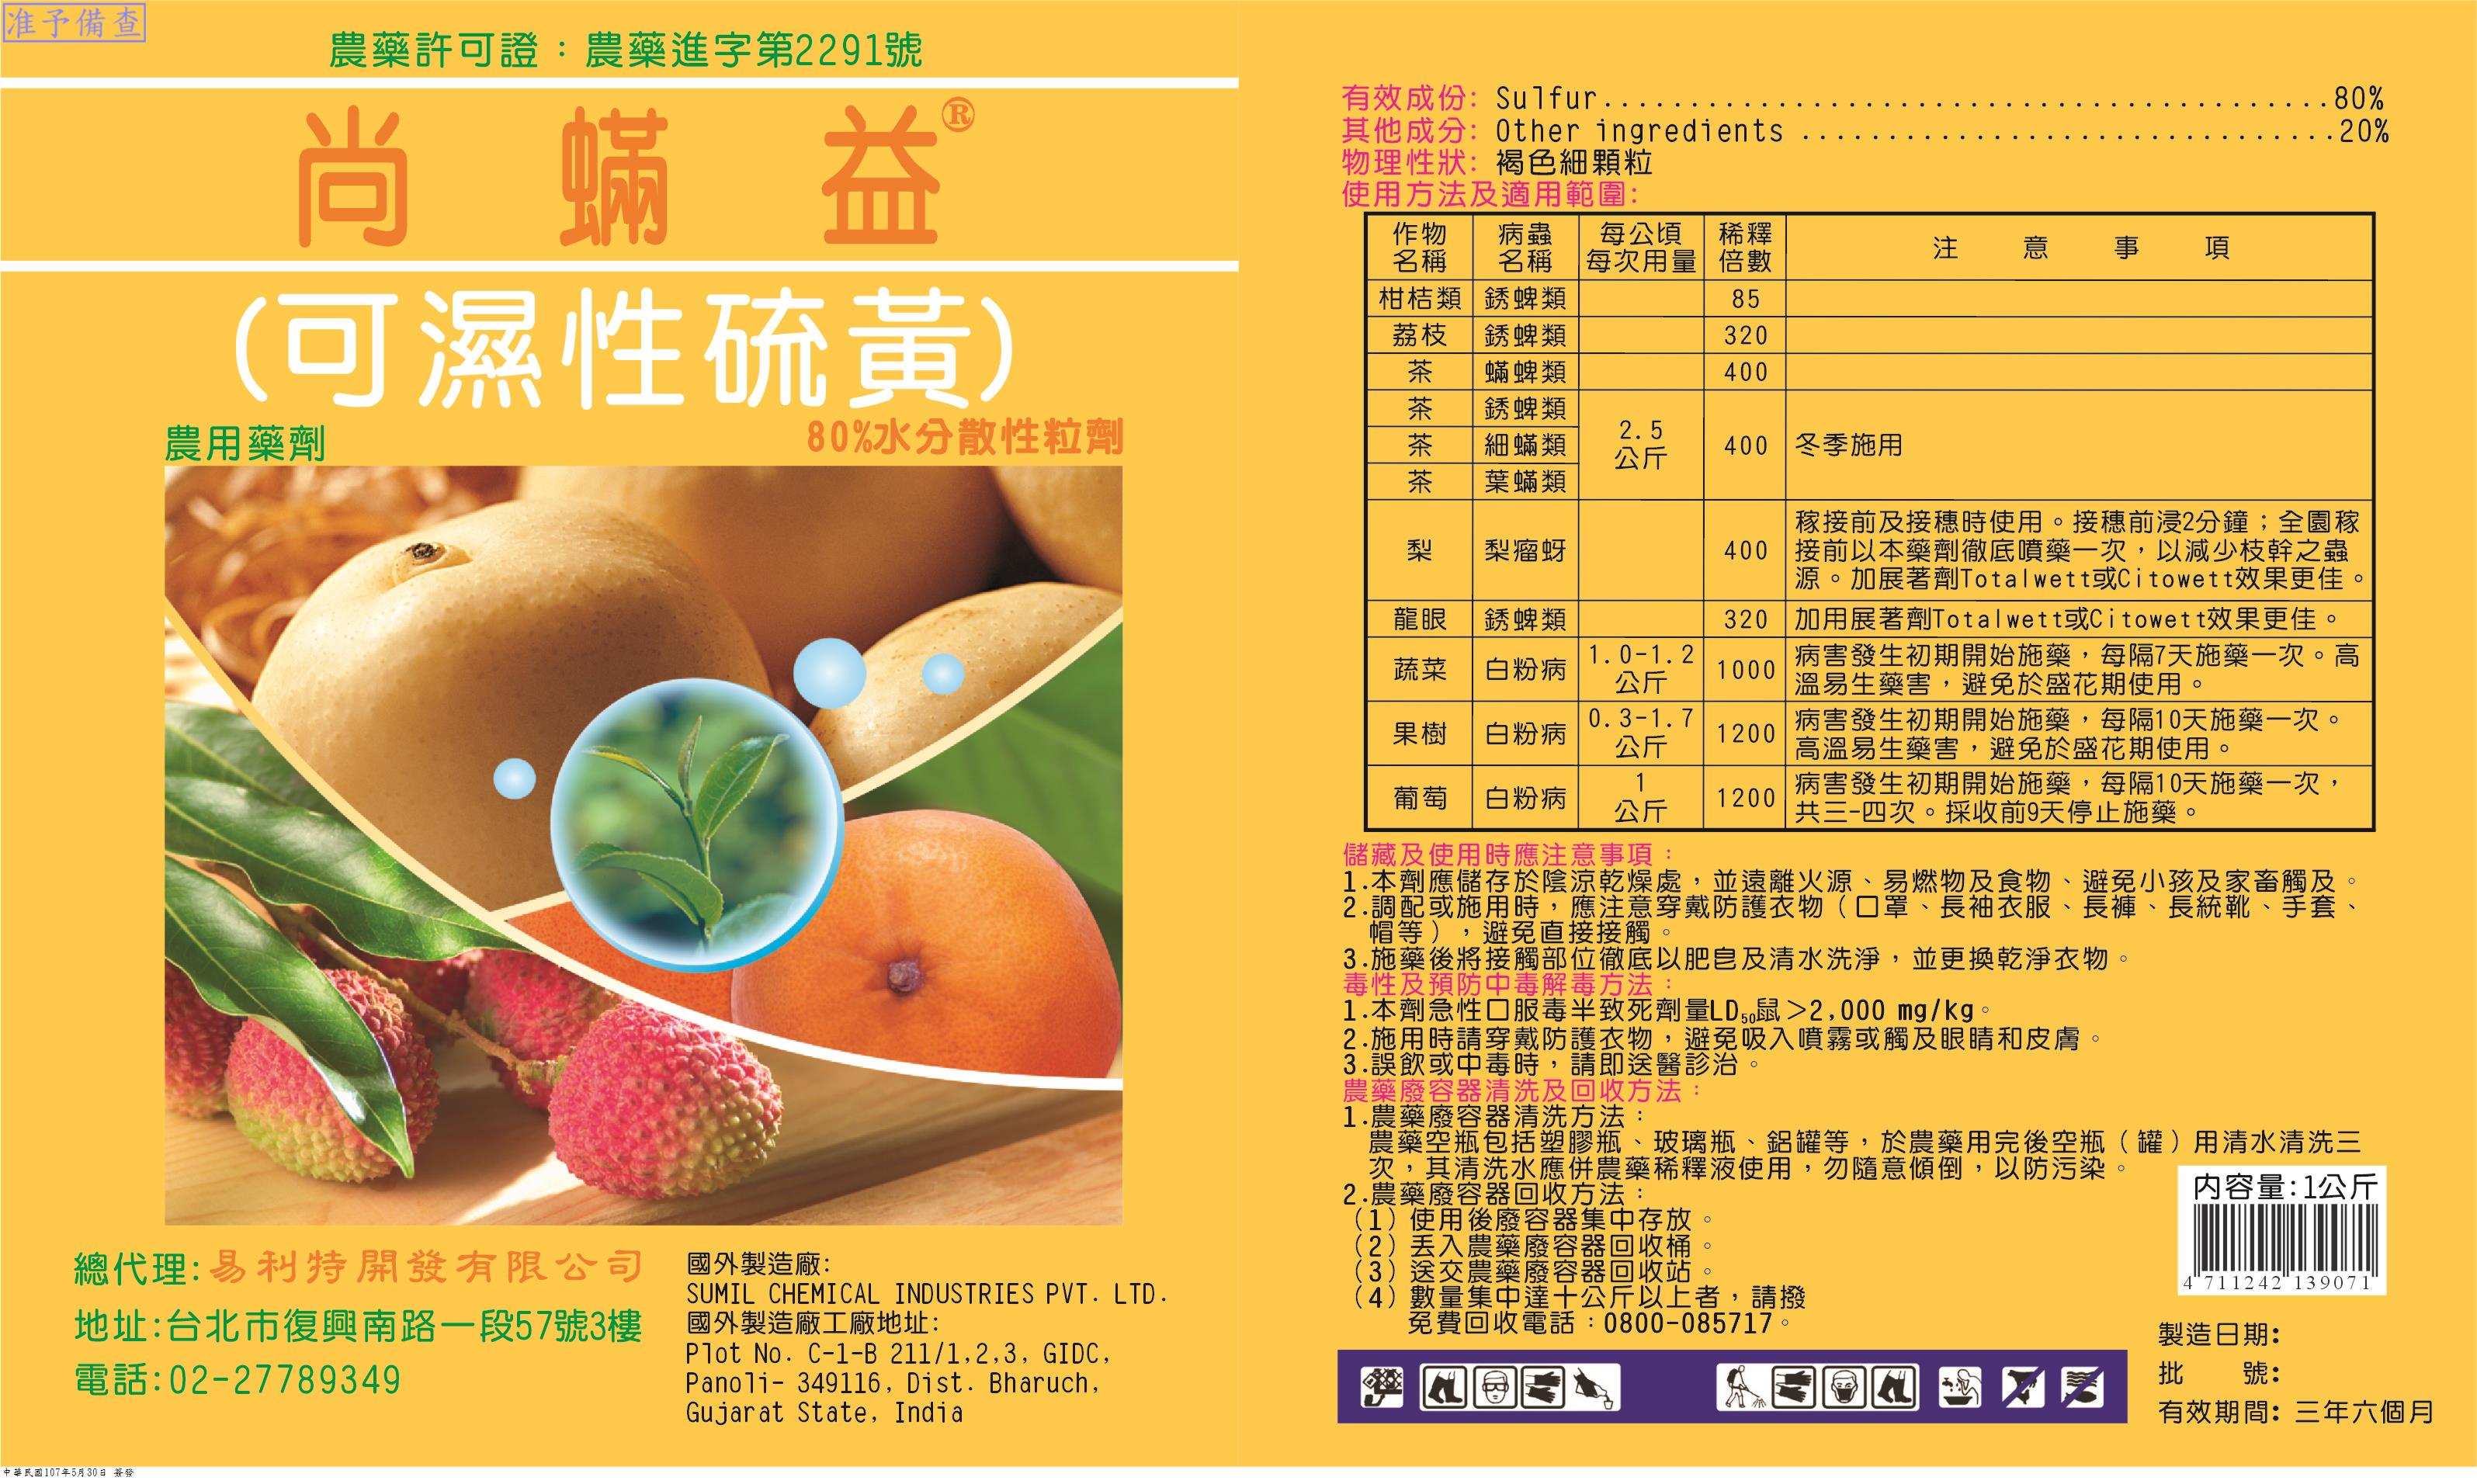 准予備查
農藥許可證：農藥進字第2291號
尚蟎益®
(可濕性硫黃)
農用藥劑
80%水分散性粒劑
總代理:易利特開發有限公司
地址:台北市復興南路一段57號3樓
電話:02-27789349
國外製造廠:
SUMIL CHEMICAL INDUSTRIES PVT. LTD.
國外製造廠工廠地址:
Plot No. C-1-B 211/1,2,3, GIDC,
Panoli- 349116, Dist. Bharuch,
Gujarat State, India
有效成份: Sulfur............................................80%
其他成分: Other ingredients ................................20%
物理性狀: 褐色細顆粒
使用方法及適用範圍:
作物名稱 病蟲名稱 每公頃每次用量 稀釋倍數 注意事項
柑桔類 銹蜱類 85
荔枝 銹蜱類 320
茶 蟎蜱類 400
茶 銹蜱類
茶 細蟎類 2.5公斤 400 冬季施用
茶 葉蟎類
梨 梨瘤蚜 400 稼接前及接穗時使用。接穗前浸2分鐘；全園稼
接前以本藥劑徹底噴藥一次，以減少枝幹之蟲
源。加展著劑Totalwett或Citowett效果更佳。
龍眼 銹蜱類 320 加用展著劑Totalwett或Citowett效果更佳。
蔬菜 白粉病 1.0-1.2公斤 1000 病害發生初期開始施藥，每隔7天施藥一次。高
溫易生藥害，避免於盛花期使用。
果樹 白粉病 0.3-1.7公斤 1200 病害發生初期開始施藥，每隔10天施藥一次。
高溫易生藥害，避免於盛花期使用。
葡萄 白粉病 1公斤 1200 病害發生初期開始施藥，每隔10天施藥一次，
共三-四次。採收前9天停止施藥。
儲藏及使用時應注意事項：
1.本劑應儲存於陰涼乾燥處，並遠離火源、易燃物及食物、避免小孩及家畜觸及。
2.調配或施用時，應注意穿戴防護衣物（口罩、長袖衣服、長褲、長統靴、手套、
帽等），避免直接接觸。
3.施藥後將接觸部位徹底以肥皂及清水洗淨，並更換乾淨衣物。
毒性及預防中毒解毒方法：
1.本劑急性口服毒半致死劑量LD₅₀鼠＞2,000 mg/kg。
2.施用時請穿戴防護衣物，避免吸入噴霧或觸及眼睛和皮膚。
3.誤飲或中毒時，請即送醫診治。
農藥廢容器清洗及回收方法：
1.農藥廢容器清洗方法：
農藥空瓶包括塑膠瓶、玻璃瓶、鋁罐等，於農藥用完後空瓶（罐）用清水清洗三
次，其清洗水應併農藥稀釋液使用，勿隨意傾倒，以防污染。
2.農藥廢容器回收方法：
（1）使用後廢容器集中存放。
（2）丟入農藥廢容器回收桶。
（3）送交農藥廢容器回收站。
（4）數量集中達十公斤以上者，請撥
免費回收電話：0800-085717。
內容量:1公斤
4 711242 139071
製造日期:
批　　號:
有效期間: 三年六個月
中華民國107年5月30日 簽發